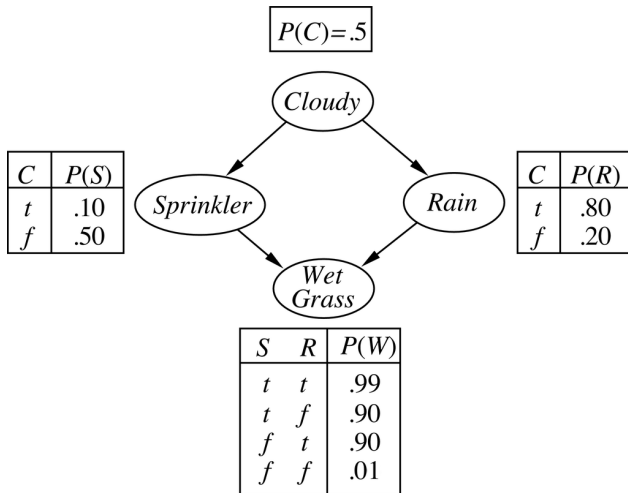 P(C)=.5
Cloudy
C P(S)
t .10
f .50
Sprinkler
Rain
C P(R)
t .80
f .20
Wet
Grass
S R P(W)
t t .99
t f .90
f t .90
f f .01